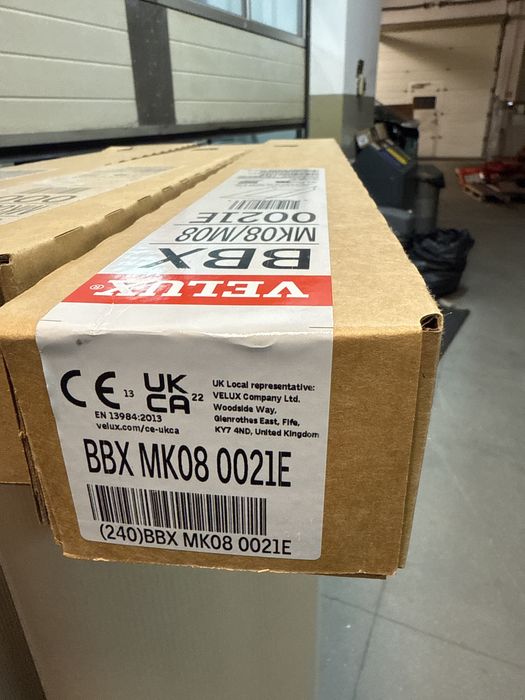 MK08/M08
0021E
BBX
VELUX®
CE 13
UK
CA 22
EN 13984:2013
velux.com/ce-ukca
UK Local representative:
VELUX Company Ltd.
Woodside Way,
Glenrothes East, Fife,
KY7 4ND, United Kingdom
BBX MK08 0021E
(240)BBX MK08 0021E